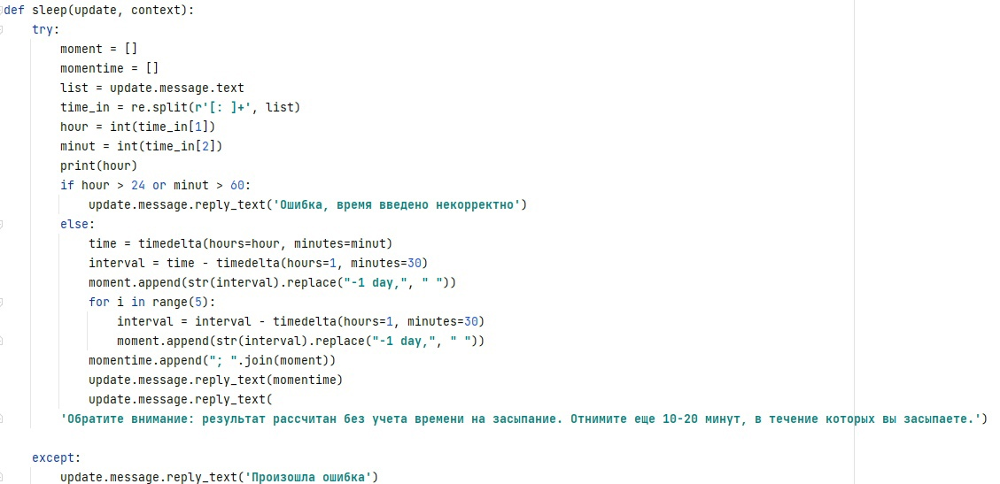 def sleep(update, context):
    try:
        moment = []
        momentime = []
        list = update.message.text
        time_in = re.split(r'[: ]+', list)
        hour = int(time_in[1])
        minut = int(time_in[2])
        print(hour)
        if hour > 24 or minut > 60:
            update.message.reply_text('Ошибка, время введено некорректно')
        else:
            time = timedelta(hours=hour, minutes=minut)
            interval = time - timedelta(hours=1, minutes=30)
            moment.append(str(interval).replace("-1 day,", " "))
            for i in range(5):
                interval = interval - timedelta(hours=1, minutes=30)
                moment.append(str(interval).replace("-1 day,", " "))
            momentime.append("; ".join(moment))
            update.message.reply_text(momentime)
            update.message.reply_text(
        'Обратите внимание: результат рассчитан без учета времени на засыпание. Отнимите еще 10-20 минут, в течение которых вы засыпаете.')
    except:
        update.message.reply_text('Произошла ошибка')